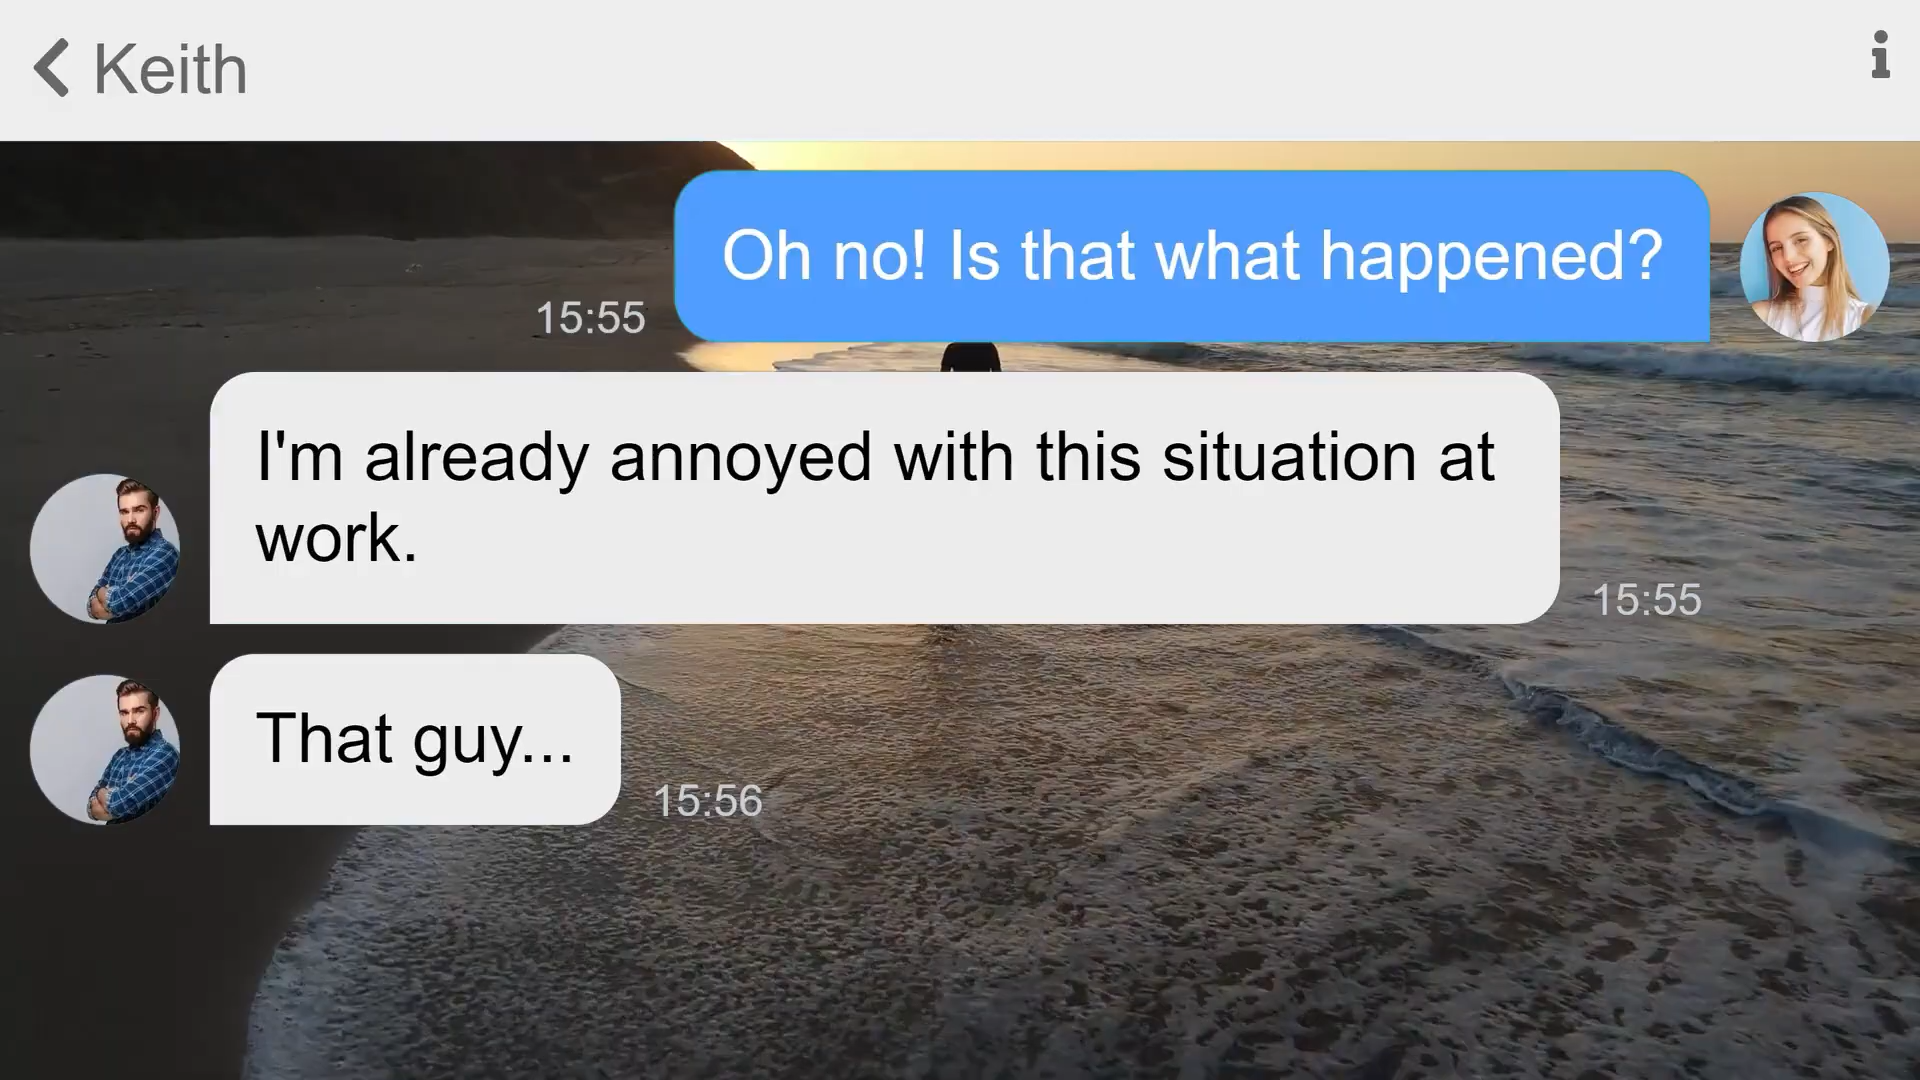 Keith
Oh no! Is that what happened?
15:55
I'm already annoyed with this situation at
work.
15:55
That guy...
15:56